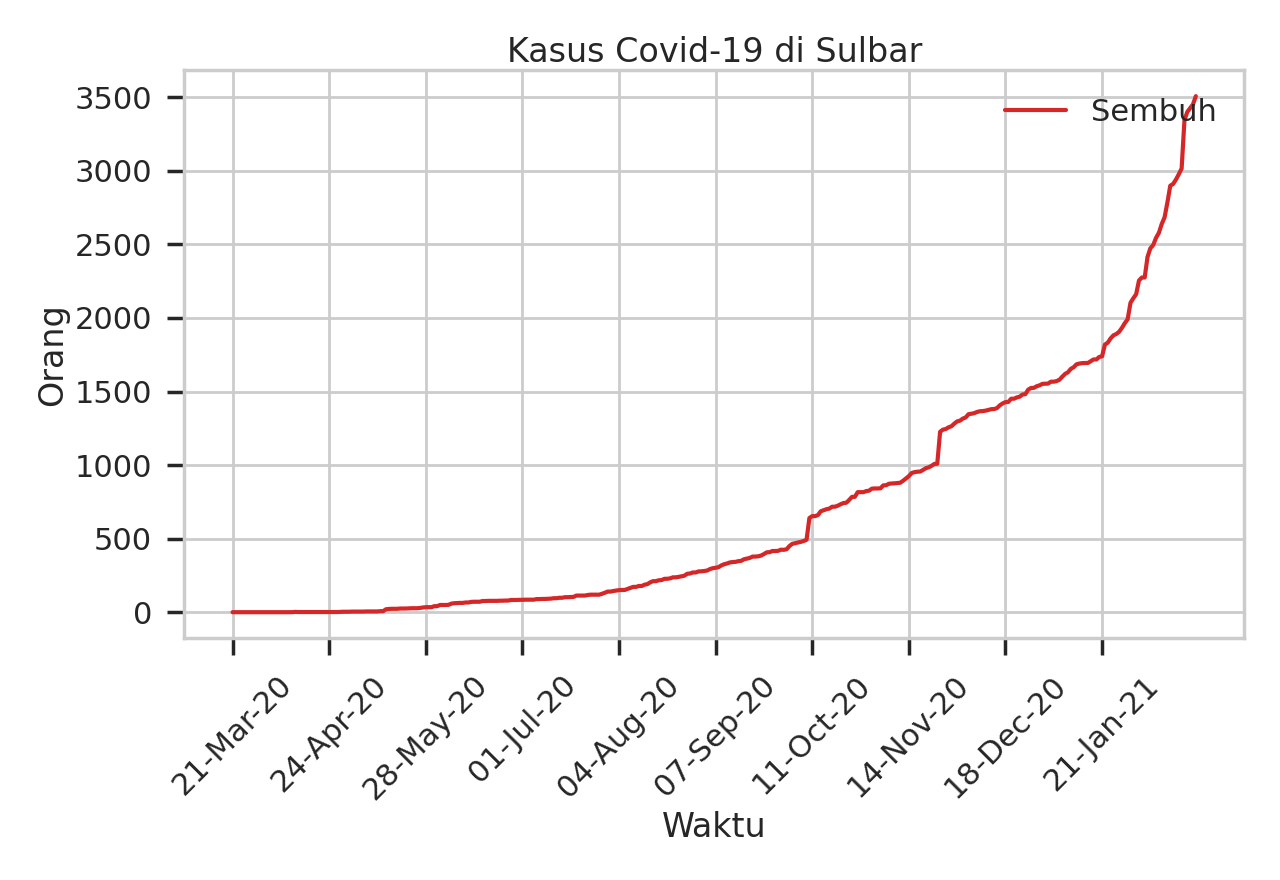 Kasus Covid-19 di Sulbar
Sembuh
Orang
3500
3000
2500
2000
1500
1000
500
0
21-Mar-20
24-Apr-20
28-May-20
01-Jul-20
04-Aug-20
07-Sep-20
11-Oct-20
14-Nov-20
18-Dec-20
21-Jan-21
Waktu